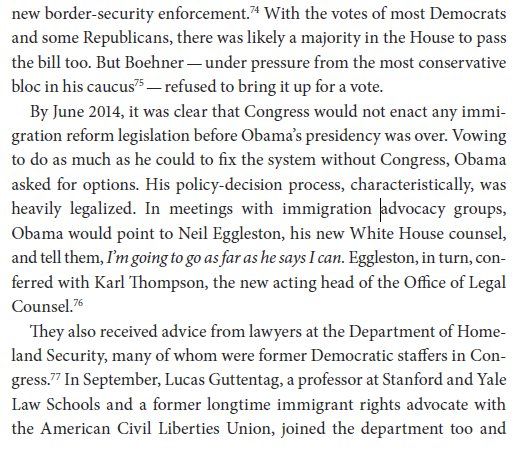 new border-security enforcement.74 With the votes of most Democrats
and some Republicans, there was likely a majority in the House to pass
the bill too. But Boehner — under pressure from the most conservative
bloc in his caucus75 — refused to bring it up for a vote.
By June 2014, it was clear that Congress would not enact any immi-
gration reform legislation before Obama’s presidency was over. Vowing
to do as much as he could to fix the system without Congress, Obama
asked for options. His policy-decision process, characteristically, was
heavily legalized. In meetings with immigration advocacy groups,
Obama would point to Neil Eggleston, his new White House counsel,
and tell them, I’m going to go as far as he says I can. Eggleston, in turn, con-
ferred with Karl Thompson, the new acting head of the Office of Legal
Counsel.76
They also received advice from lawyers at the Department of Home-
land Security, many of whom were former Democratic staffers in Con-
gress.77 In September, Lucas Guttentag, a professor at Stanford and Yale
Law Schools and a former longtime immigrant rights advocate with
the American Civil Liberties Union, joined the department too and